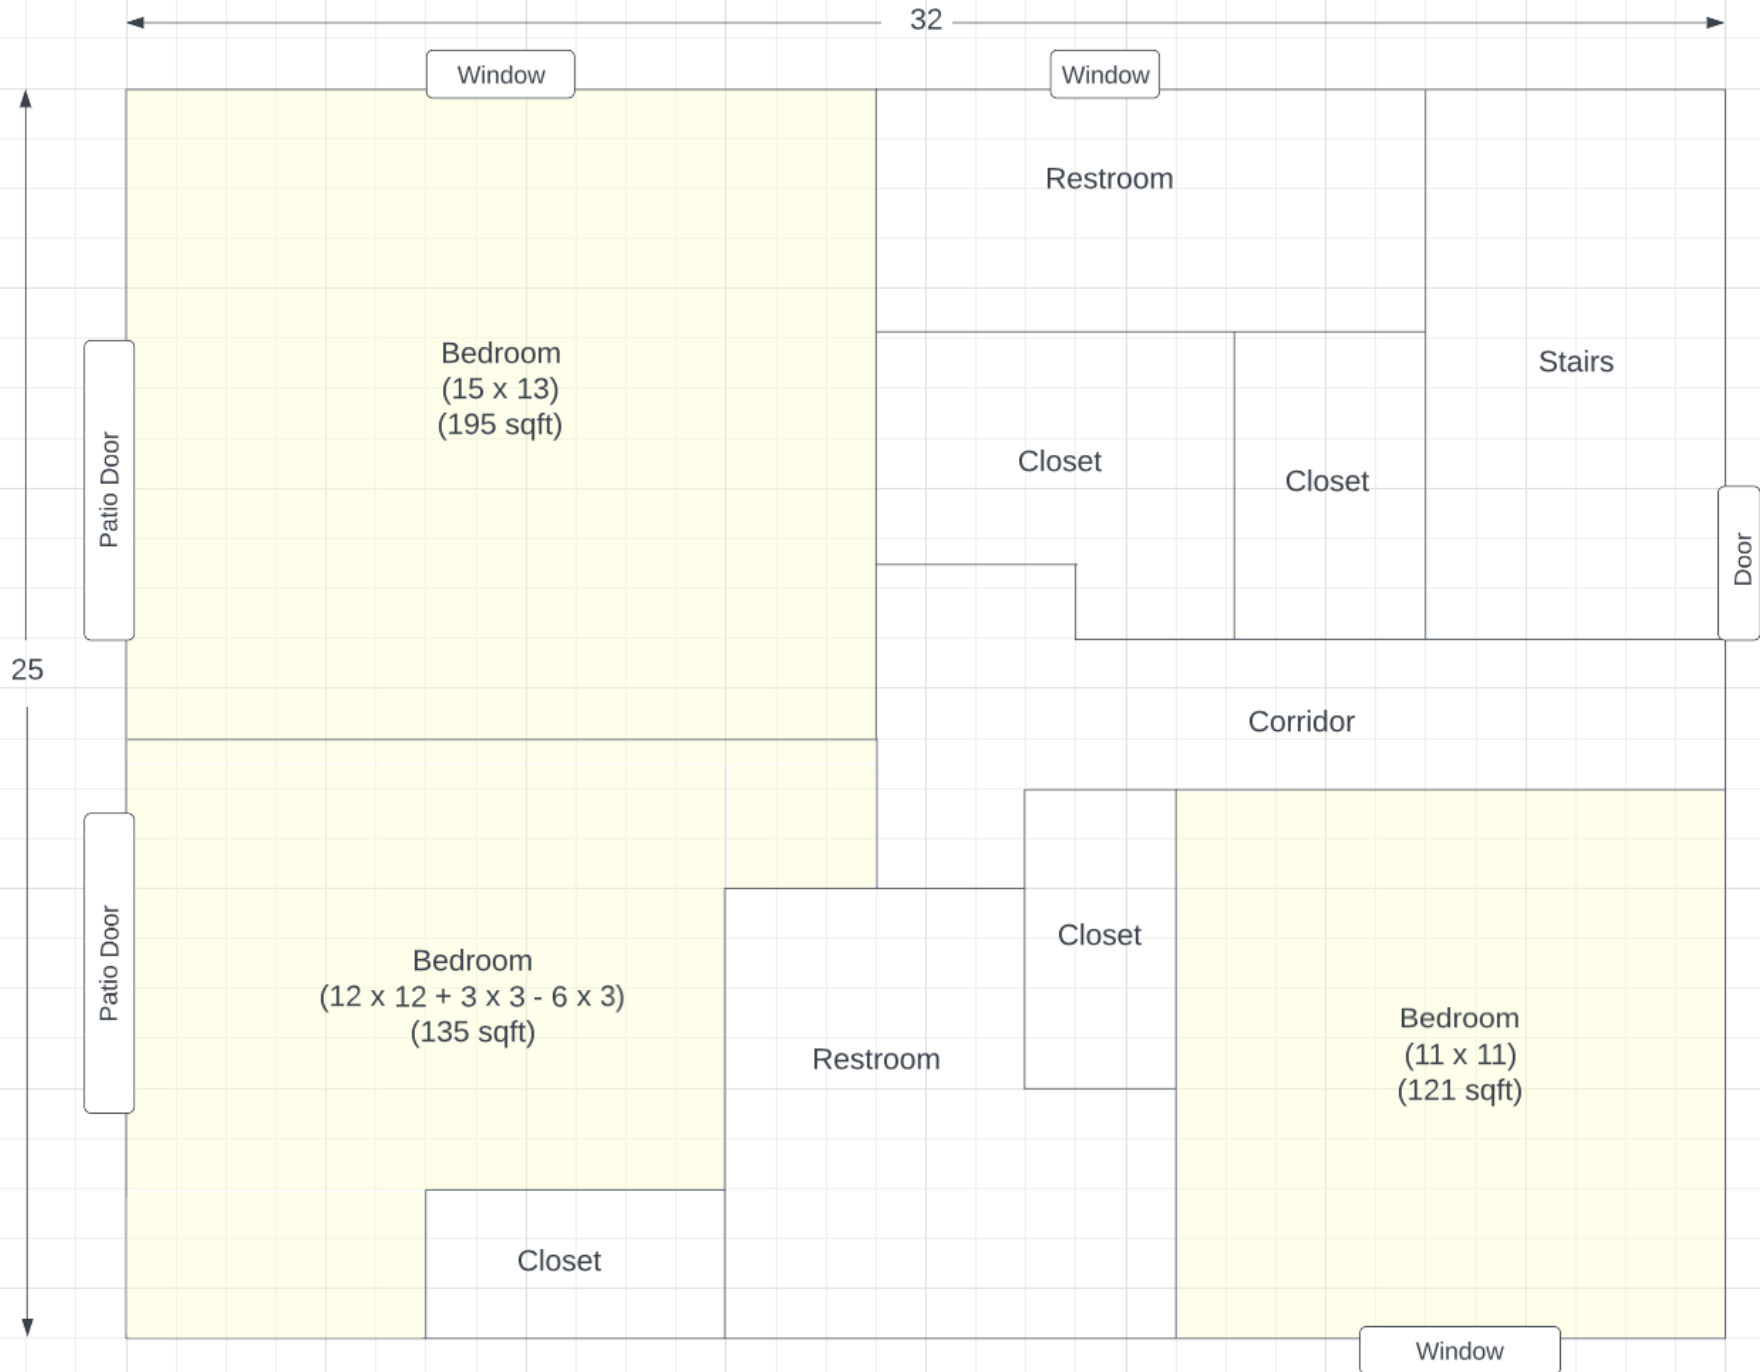 32
Window
Window
Restroom
Bedroom
(15 x 13)
(195 sqft)
Stairs
Patio Door
Closet
Closet
Door
25
Corridor
Patio Door
Bedroom
(12 x 12 + 3 x 3 - 6 x 3)
(135 sqft)
Closet
Restroom
Bedroom
(11 x 11)
(121 sqft)
Closet
Window